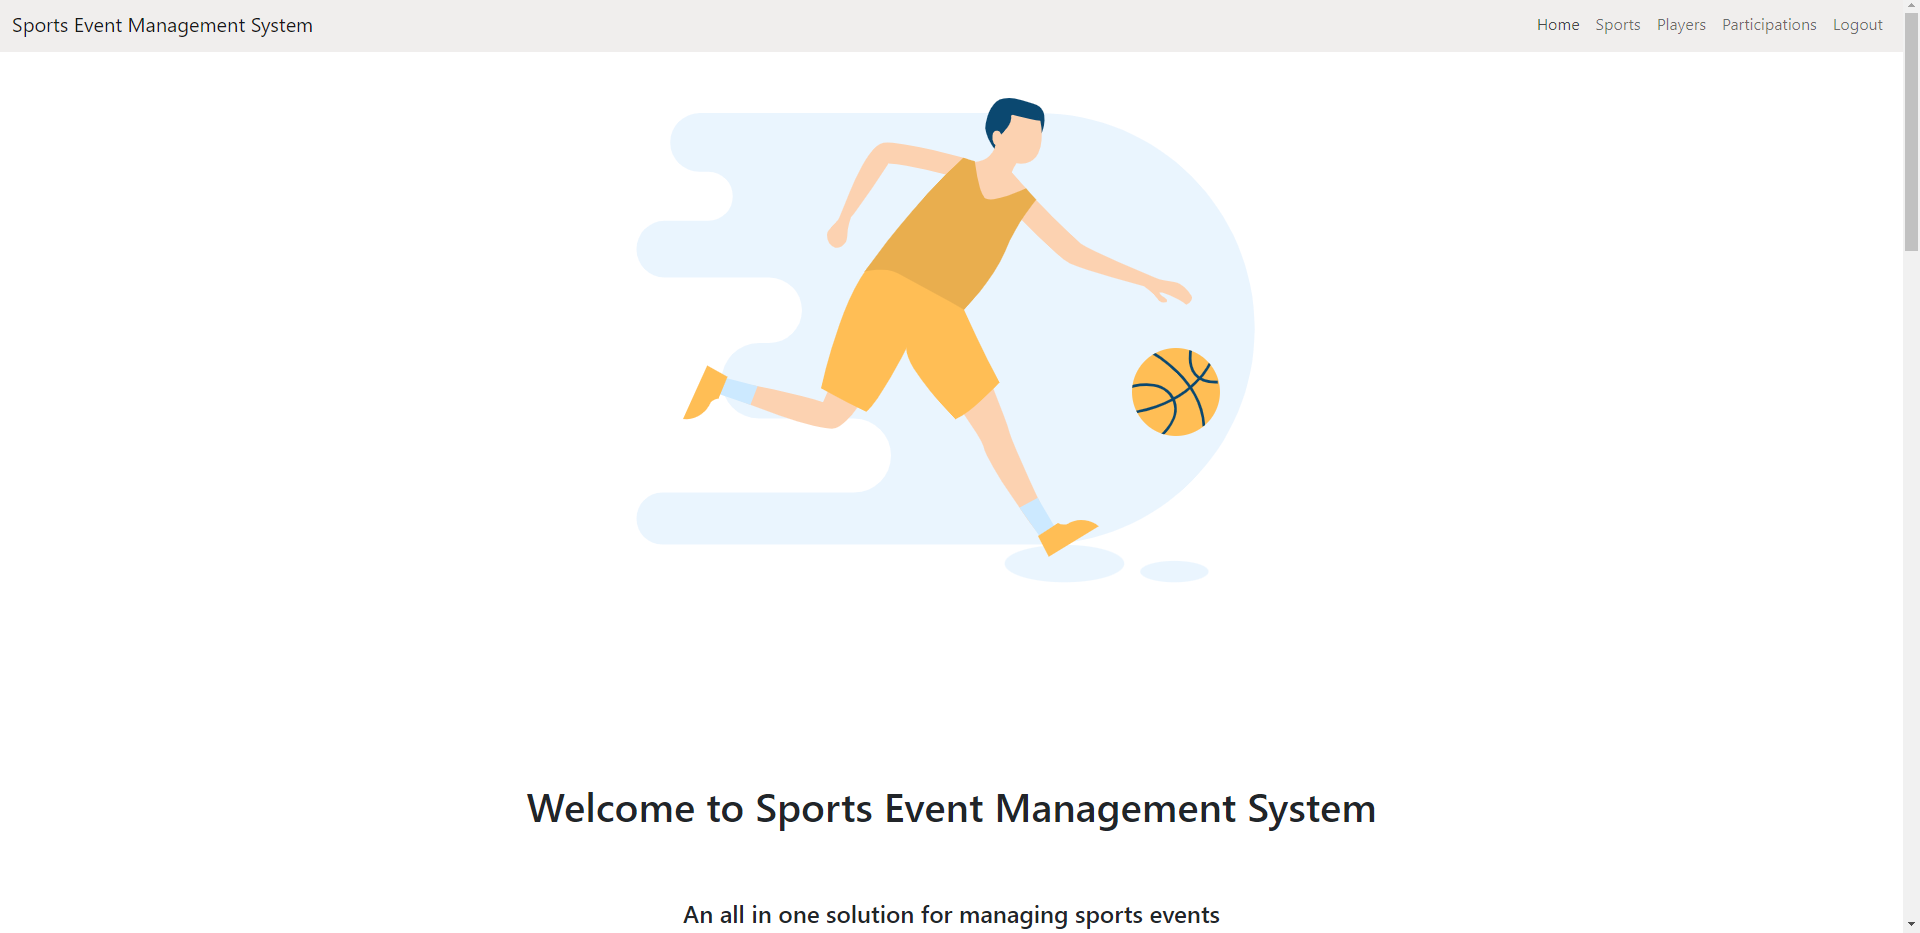 Sports Event Management System
Home Sports Players Participations Logout
Welcome to Sports Event Management System
An all in one solution for managing sports events